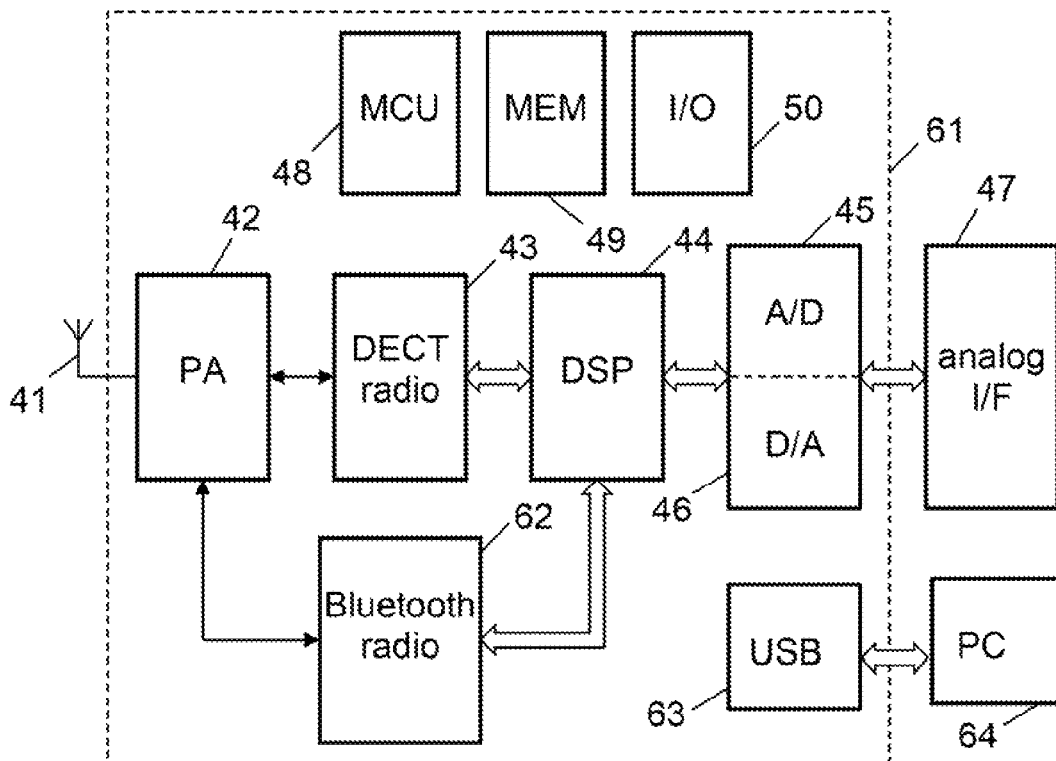 MCU
MEM
I/O
48
49
50
61
42
43
44
45
47
41
PA
DECT
radio
DSP
A/D
D/A
46
analog
I/F
62
Bluetooth
radio
USB
63
PC
64